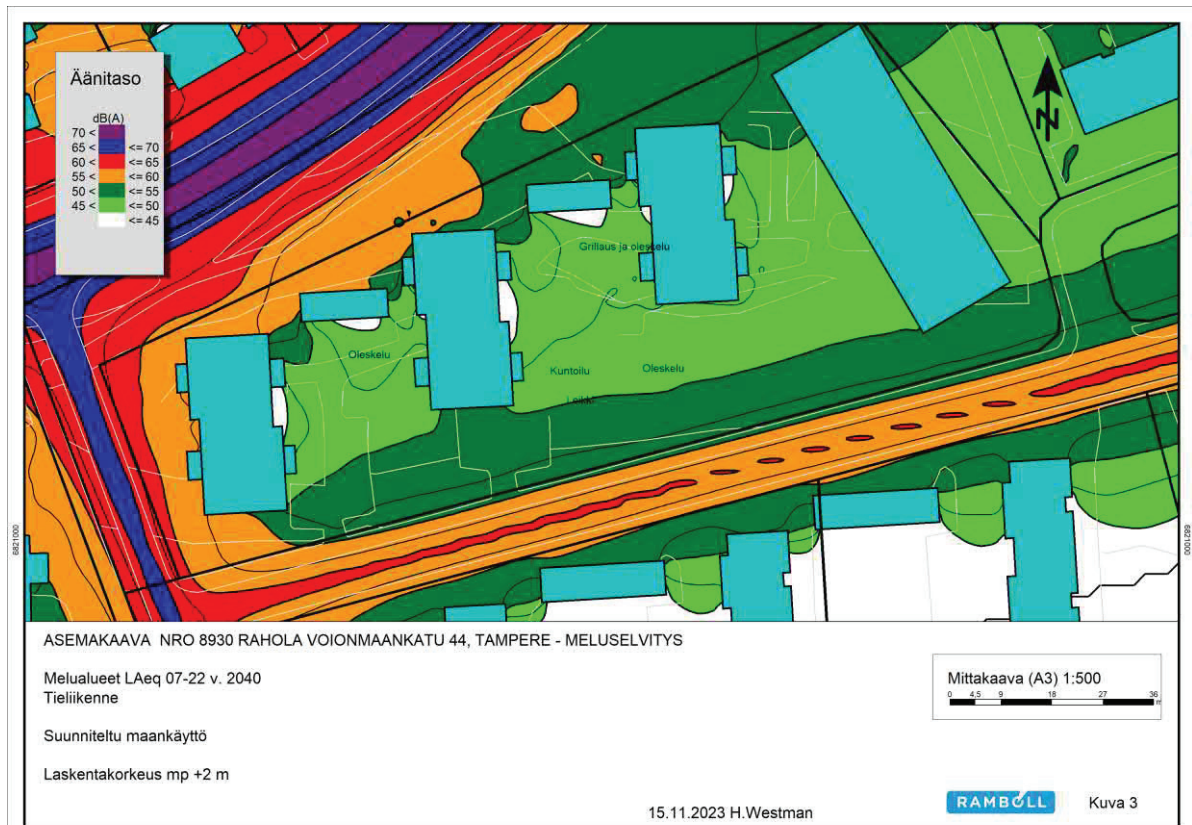 Äänitaso
dB(A)
70 <
65 < <= 70
60 < <= 65
55 < <= 60
50 < <= 55
45 < <= 50
<= 45
N
Grillaus ja oleskelu
Oleskelu
Kuntoilu Oleskelu
Leikki
6821000 6821000
ASEMAKAAVA NRO 8930 RAHOLA VOIONMAANKATU 44, TAMPERE - MELUSELVITYS
Melualueet LAeq 07-22 v. 2040
Tieliikenne
Suunniteltu maankäyttö
Laskentakorkeus mp +2 m
Mittakaava (A3) 1:500
0 4,5 9 18 27 36
m
15.11.2023 H.Westman
RAMBOLL Kuva 3